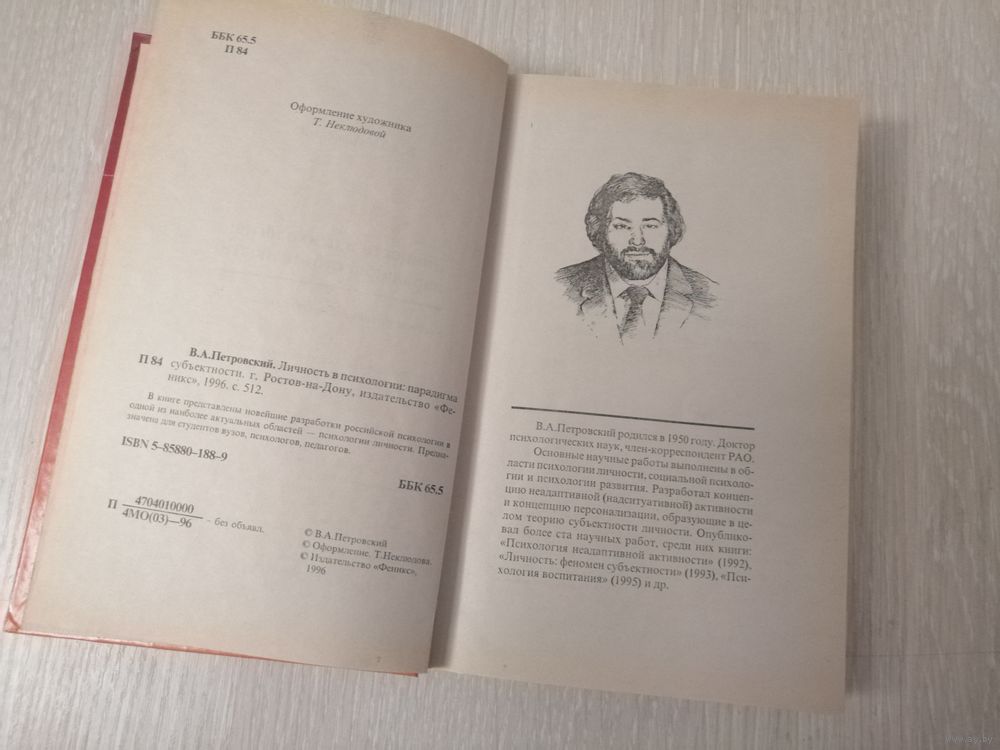 ББК 65.5
П 84
Оформление художника
Т. Неклюдовой
В.А.Петровский. Личность в психологии: парадигма
П 84 субъектности. г. Ростов-на-Дону, издательство «Фе-
никс», 1996. с. 512.
В книге представлены новейшие разработки российской психологии в
одной из наиболее актуальных областей — психологии личности. Предна-
значена для студентов вузов, психологов, педагогов.
ISBN 5–85880–188–9
ББК 65.5
П 4704010000
4МО(03)—96 - без объявл.
© В.А.Петровский
© Оформление. Т.Неклюдова.
© Издательство «Феникс»,
1996
В.А.Петровский родился в 1950 году. Доктор
психологических наук, член-корреспондент РАО.
Основные научные работы выполнены в об-
ласти психологии личности, социальной психоло-
гии и психологии развития. Разработал концеп-
цию неадаптивной (надситуативной) активности
и концепцию персонализации, образующие в це-
лом теорию субъектности личности. Опублико-
вал более ста научных работ, среди них книги:
«Психология неадаптивной активности» (1992),
«Личность: феномен субъектности» (1993), «Пси-
хология воспитания» (1995) и др.
www.ay.by